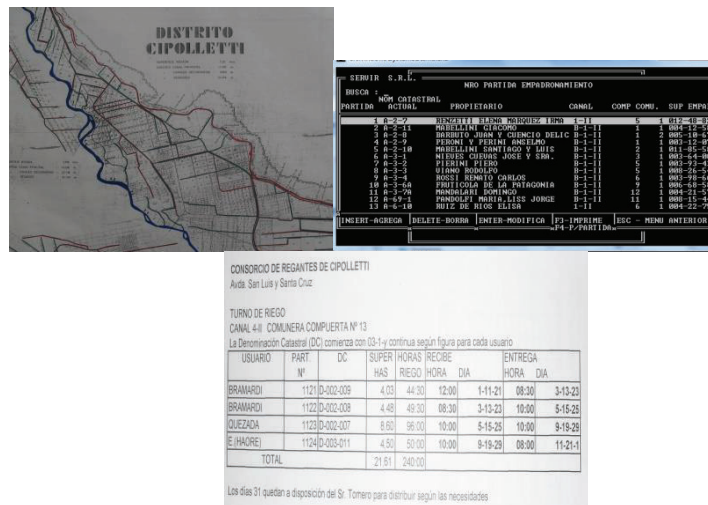 DISTRITO
CIPOLLETTI
SERVIR S.R.L.
NRO PARTIDA EMPADRONAMIENTO
BUSCA :
NOM CATASTRAL
PARTIDA ACTUAL PROPIETARIO CANAL COMP COMU. SUP EMPA
1 A-2-7 RENZETTI ELENA MARQUEZ IRMA 1-II 5 1
2 A-2-11 MABELLINI GIACOMO B-1-II 1
3 A-2-8 BARBUTO JUAN Y CUENCIO DELIC B-1-II 1
4 A-2-9 PERONI Y PERINI ANSELMO B-1-II 1
5 A-2-10 MABELLINI SANTIAGO Y LUIS B-1-II 2 1
6 A-3-1 NIEVES CUEVAS JOSE Y SRA. B-1-II 3 1
7 A-3-2 PIERINI PIERO B-1-II 5 1
8 A-3-3 VIANO RODOLFO B-1-II 5 1
9 A-3-4 ROSSI RENATO CARLOS B-1-II 6 1
10 A-3-6A FRUTICOLA DE LA PATAGONIA B-1-II 9 1
11 A-3-7A MANDALARI DOMINGO B-1-II 12 1
12 A-69-1 PANDOLFI MARIA,LISS JORGE B-1-II 11 1
13 A-6-10 RUIZ DE RIOS ELISA 1-II 6 1
INSERT-AGREGA DELETE-BORRA ENTER-MODIFICA F3-IMPRIME ESC - MENU ANTERIOR
F4-P/PARTIDA
CONSORCIO DE REGANTES DE CIPOLLETTI
Avda. San Luis y Santa Cruz
TURNO DE RIEGO
CANAL 4-II COMUNERA COMPUERTA Nº 13
La Denominación Catastral (DC) comienza con 03-1-y continua según figura para cada usuario
USUARIO PART. DC SUPER HORAS RECIBE ENTREGA
Nº HAS RIEGO HORA DIA HORA DIA
BRAMARDI 1121 D-002-009 4,03 44:30 12:00 1-11-21 08:30 3-13-23
BRAMARDI 1122 D-002-008 4,48 49:30 08:30 3-13-23 10:00 5-15-25
QUEZADA 1123 D-002-007 8,60 96:00 10:00 5-15-25 10:00 9-19-29
E.(HAORE) 1124 D-003-011 4,50 50:00 10:00 9-19-29 08:00 11-21-1
TOTAL 21,61 240:00
Los días 31 quedan a disposición del Sr. Tomero para distribuir según las necesidades